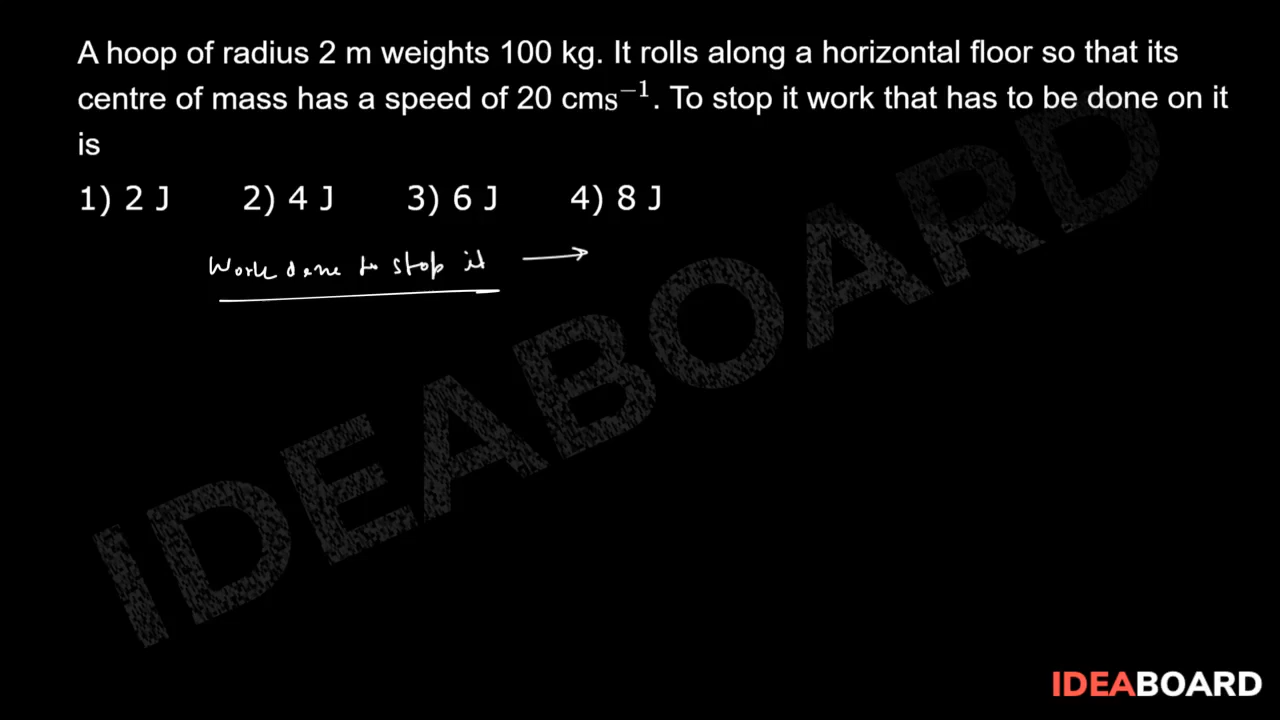 A hoop of radius 2 m weights 100 kg. It rolls along a horizontal floor so that its
centre of mass has a speed of 20 cms⁻¹. To stop it work that has to be done on it
is
1) 2 J 2) 4 J 3) 6 J 4) 8 J
Work done to stop it →
IDEABOARD
IDEABOARD